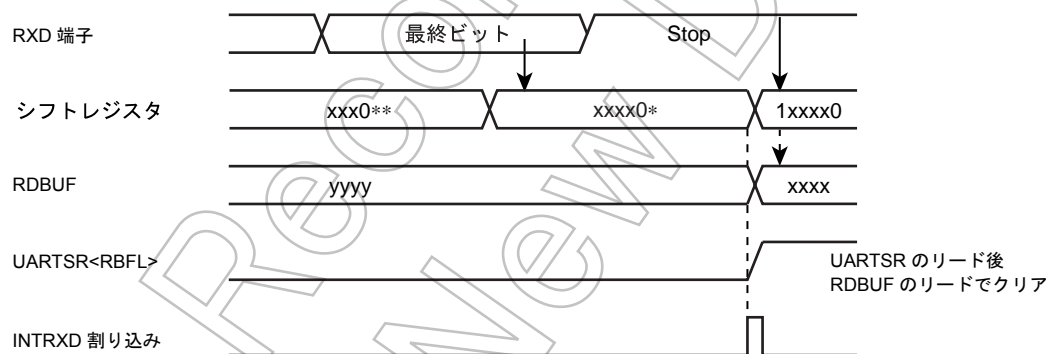 RXD 端子 最終ビット Stop
シフトレジスタ xxx0** xxxx0* 1xxxx0
RDBUF yyyy xxxx
UARTSR<RBFL> UARTSR のリード後
RDBUF のリードでクリア
INTRXD 割り込み